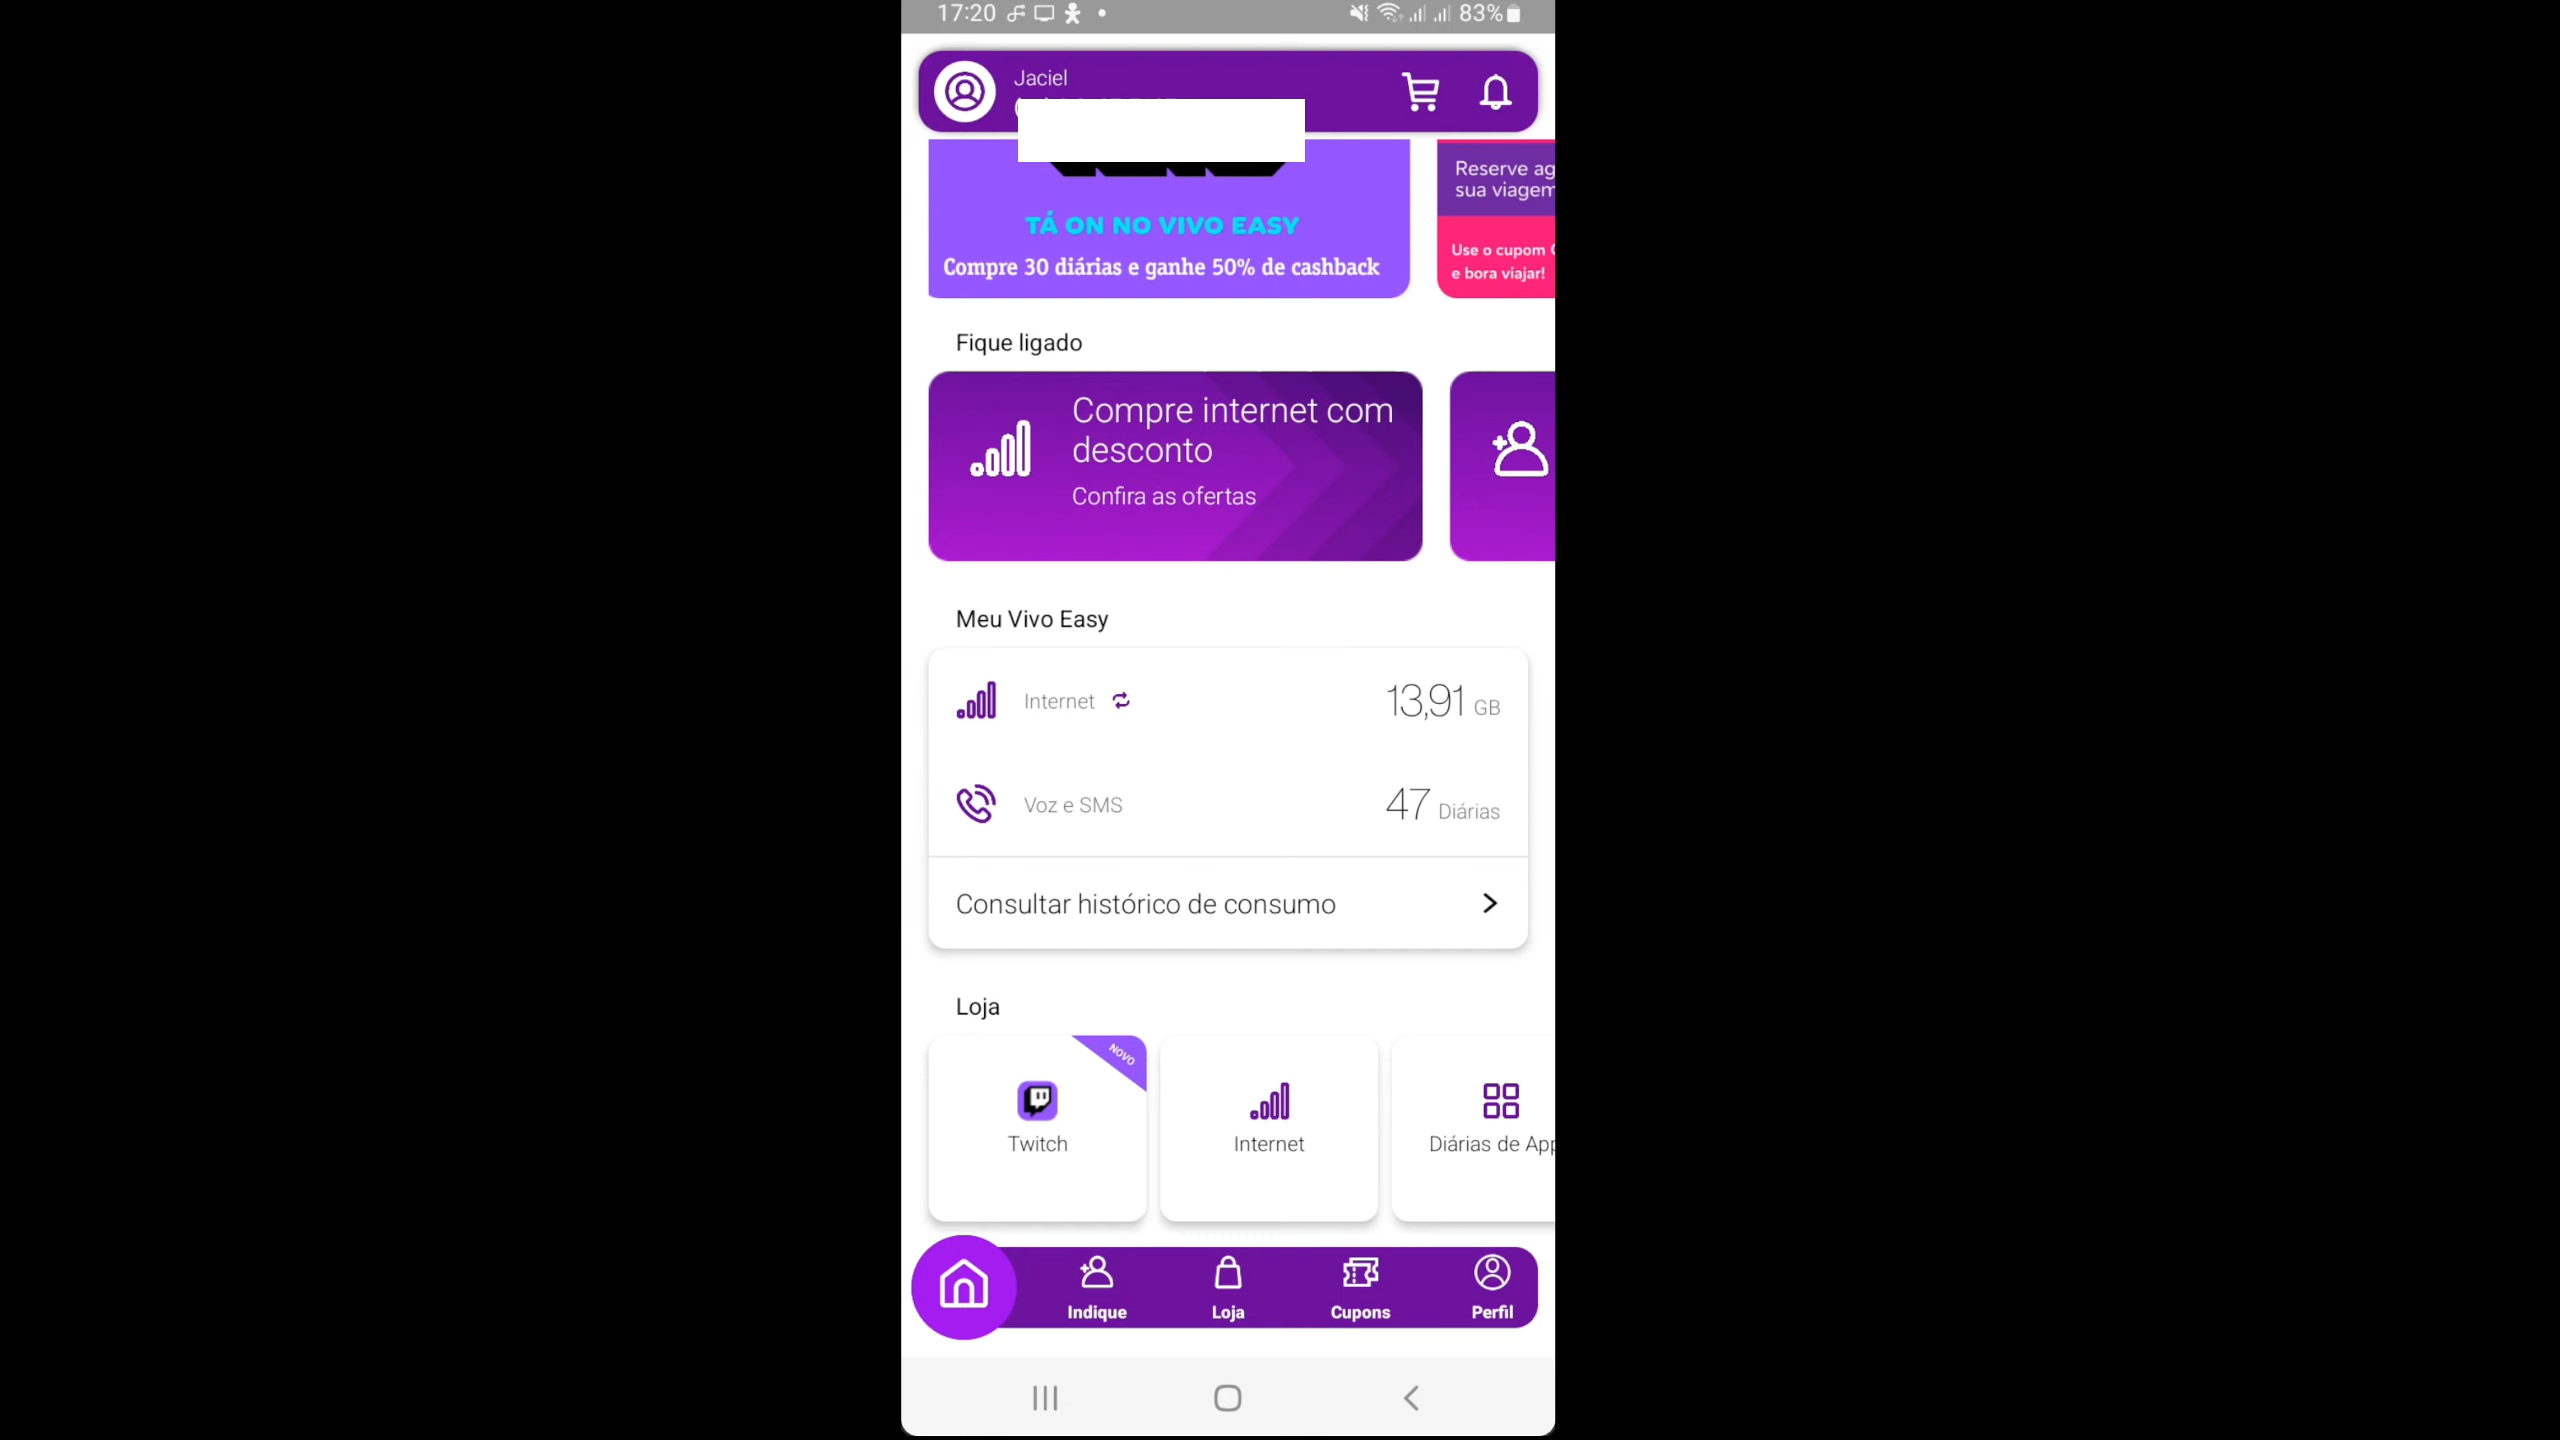 17:20
83%
Jaciel
TÁ ON NO VIVO EASY
Compre 30 diárias e ganhe 50% de cashback
Reserve
sua viagem
Use o cupom
e bora viajar!
Fique ligado
Compre internet com
desconto
Confira as ofertas
Meu Vivo Easy
Internet
13,91 GB
Voz e SMS
47 Diárias
Consultar histórico de consumo
Loja
NOVO
Twitch
Internet
Diárias de
Indique
Loja
Cupons
Perfil